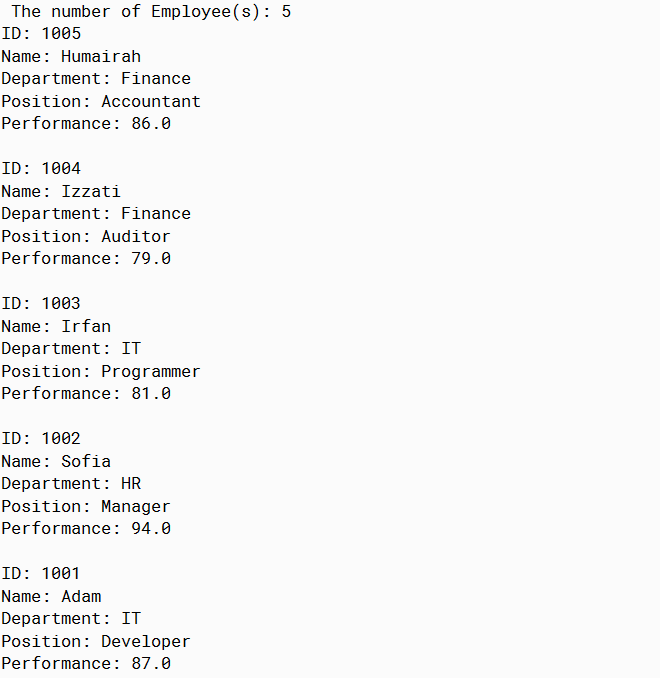 The number of Employee(s): 5
ID: 1005
Name: Humairah
Department: Finance
Position: Accountant
Performance: 86.0

ID: 1004
Name: Izzati
Department: Finance
Position: Auditor
Performance: 79.0

ID: 1003
Name: Irfan
Department: IT
Position: Programmer
Performance: 81.0

ID: 1002
Name: Sofia
Department: HR
Position: Manager
Performance: 94.0

ID: 1001
Name: Adam
Department: IT
Position: Developer
Performance: 87.0